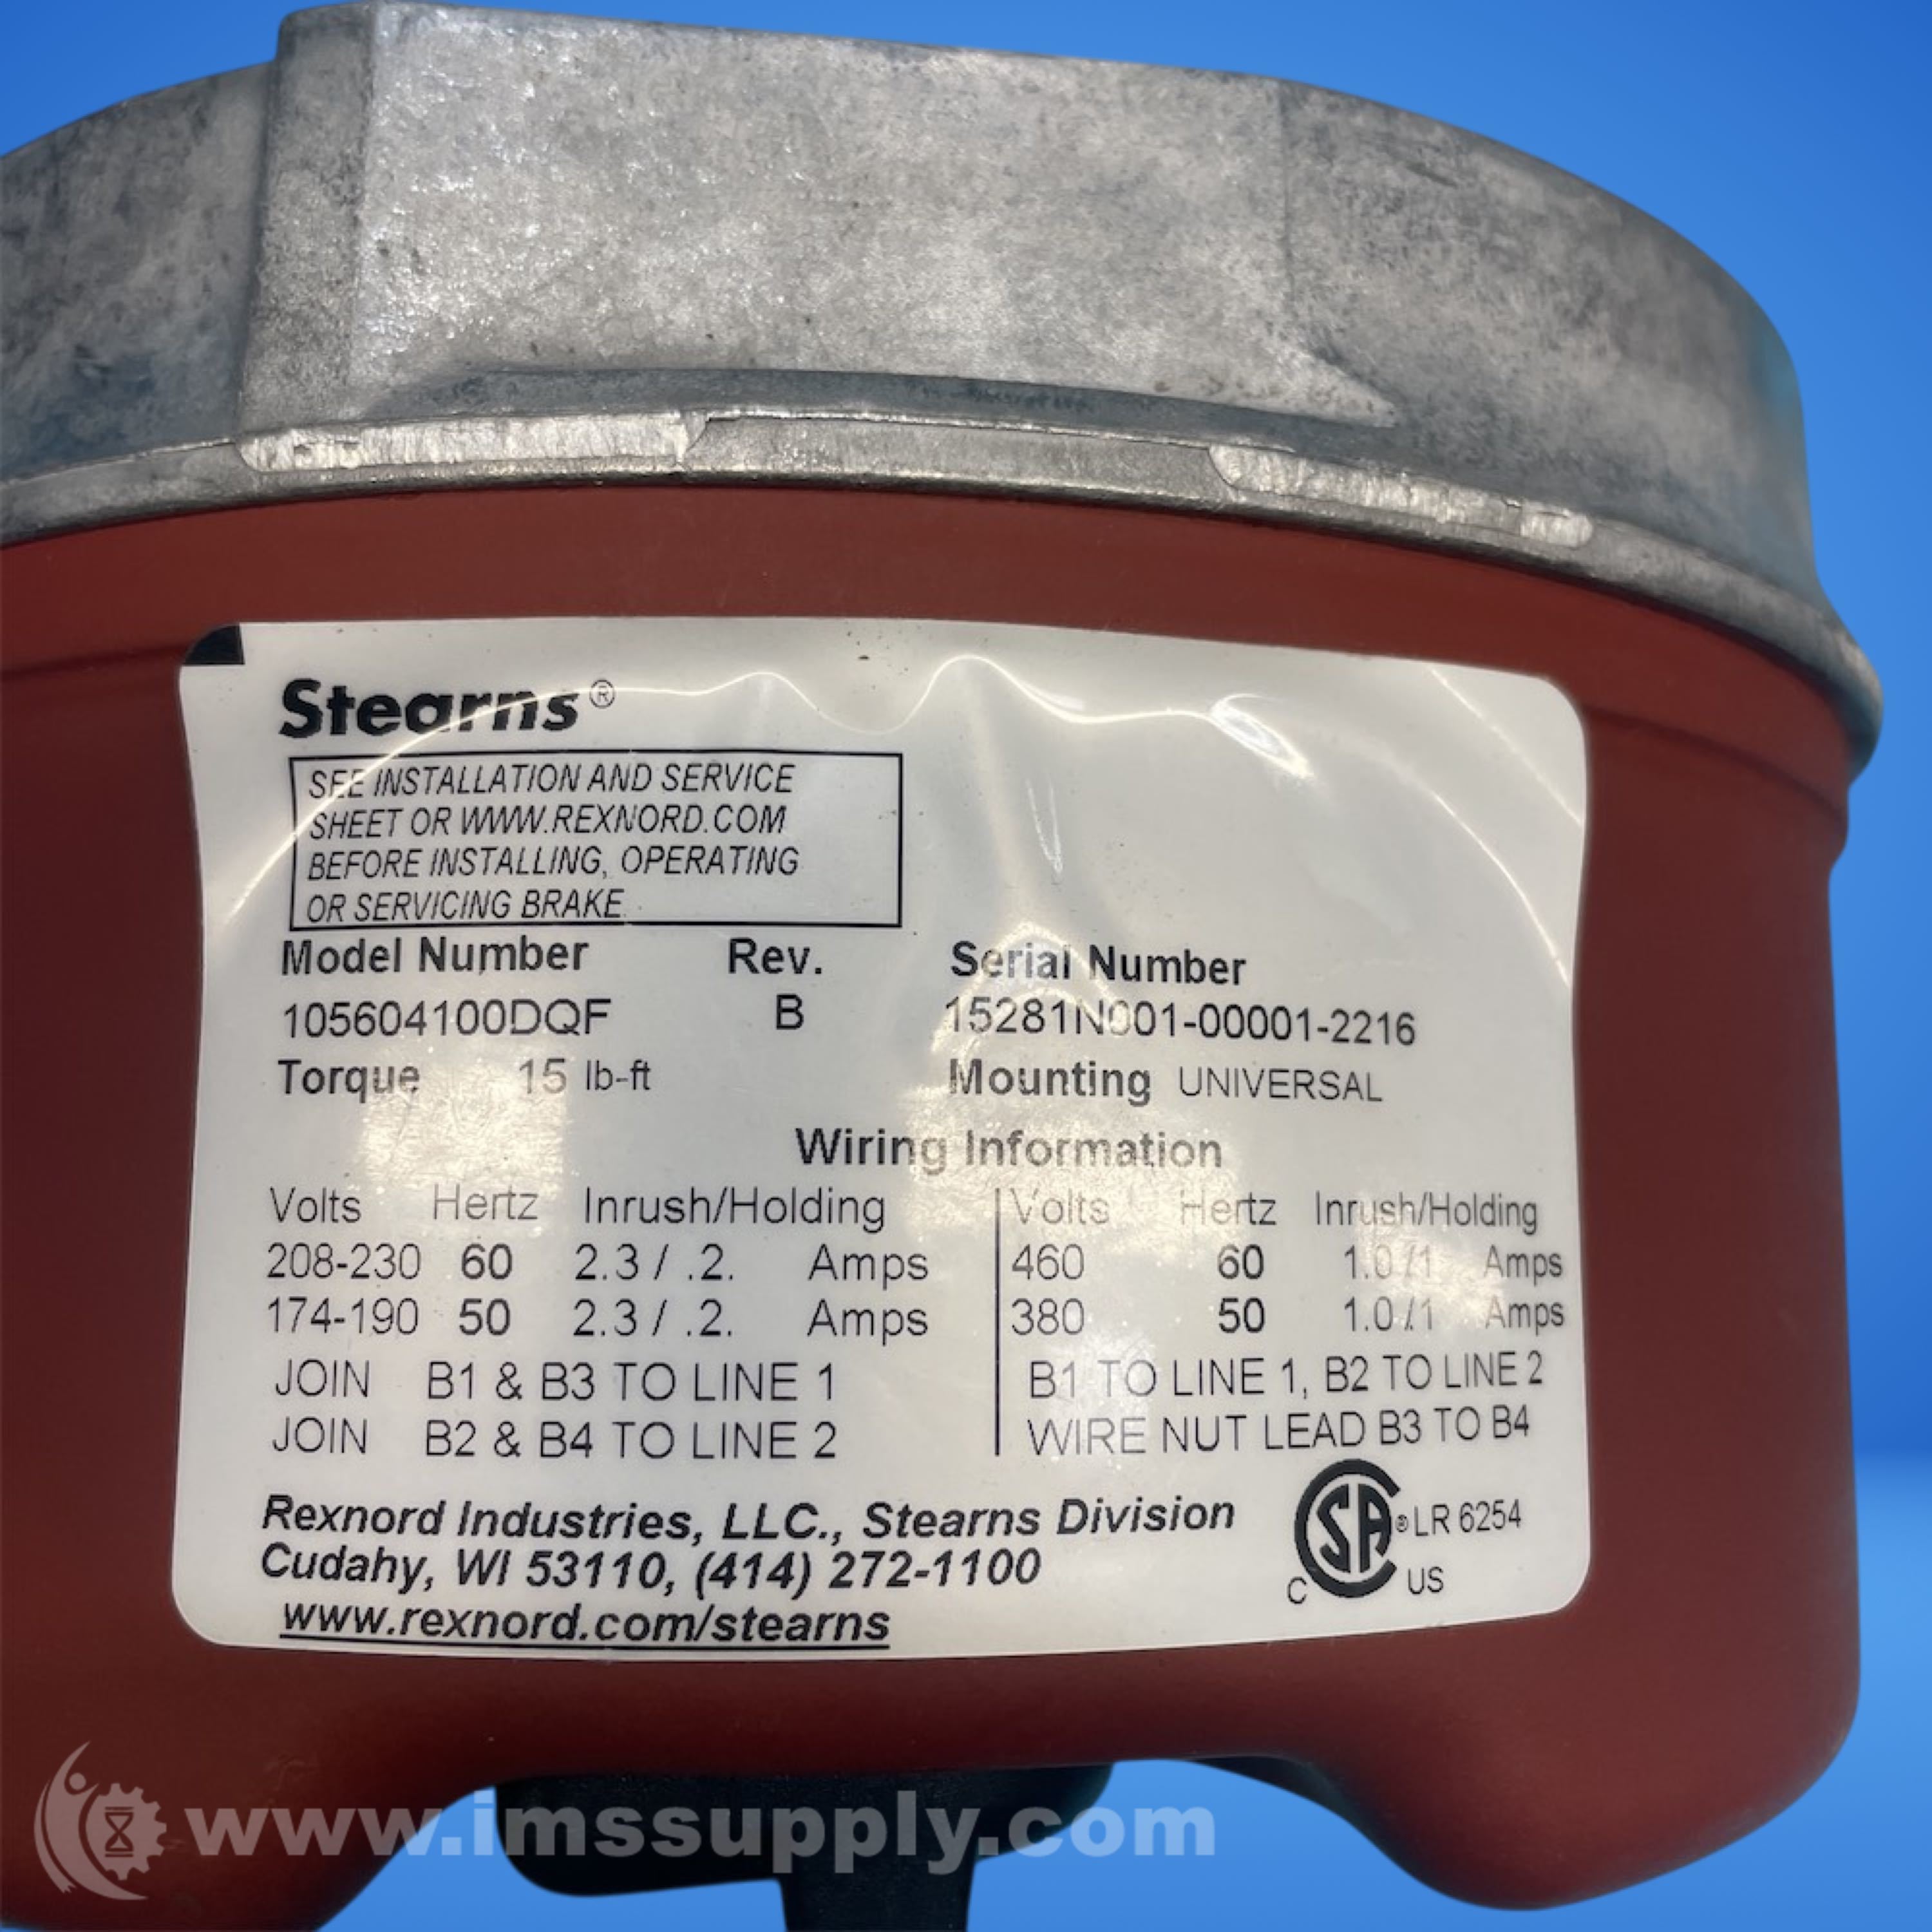 Stearns®
SEE INSTALLATION AND SERVICE
SHEET OR WWW.REXNORD.COM
BEFORE INSTALLING, OPERATING
OR SERVICING BRAKE.
Model Number Rev. Serial Number
105604100DQF B 15281N001-00001-2216
Torque 15 lb-ft Mounting UNIVERSAL
Wiring Information
Volts Hertz Inrush/Holding Volts Hertz Inrush/Holding
208-230 60 2.3 / .2. Amps 460 60 1.0 /1 Amps
174-190 50 2.3 / .2. Amps 380 50 1.0 /.1 Amps
JOIN B1 & B3 TO LINE 1 B1 TO LINE 1, B2 TO LINE 2
JOIN B2 & B4 TO LINE 2 WIRE NUT LEAD B3 TO B4
Rexnord Industries, LLC., Stearns Division
Cudahy, WI 53110, (414) 272-1100
www.rexnord.com/stearns
C SA ® LR 6254
C US
www.imssupply.com